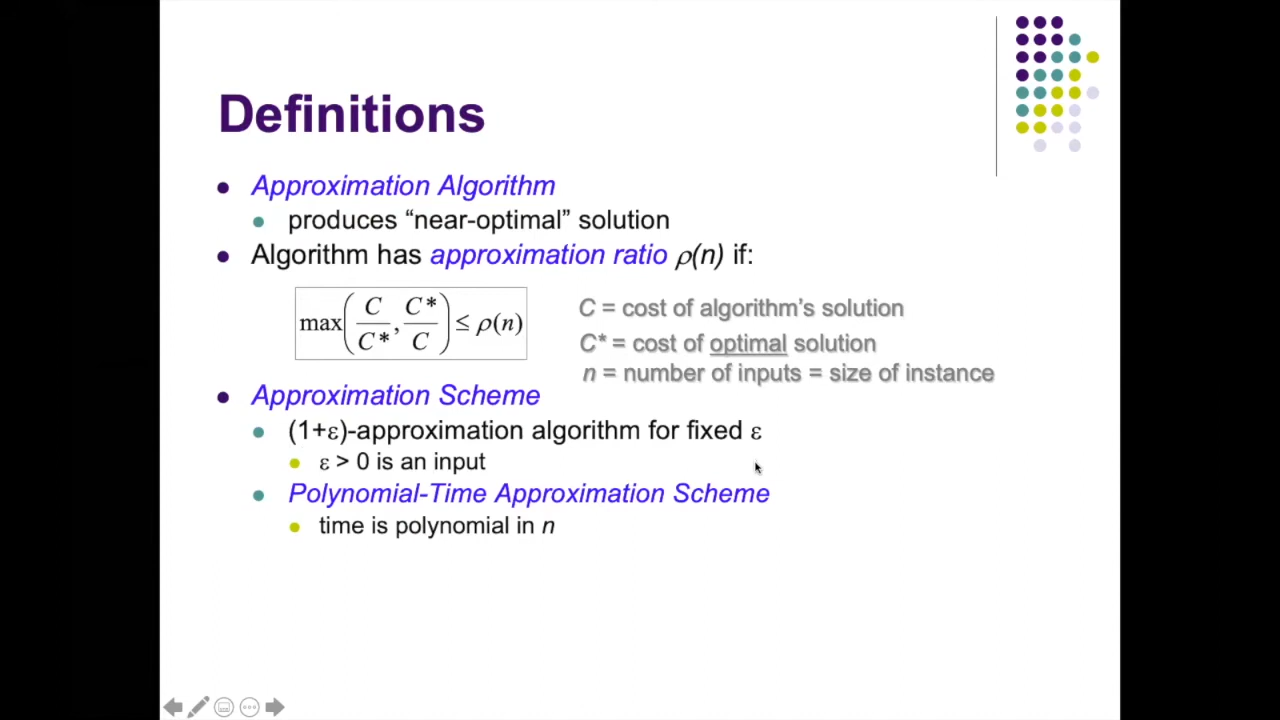 Definitions
Approximation Algorithm
produces “near-optimal” solution
Algorithm has approximation ratio ρ(n) if:
max(C/C*, C*/C) ≤ ρ(n)
C = cost of algorithm’s solution
C* = cost of optimal solution
n = number of inputs = size of instance
Approximation Scheme
(1+ε)-approximation algorithm for fixed ε
ε > 0 is an input
Polynomial-Time Approximation Scheme
time is polynomial in n